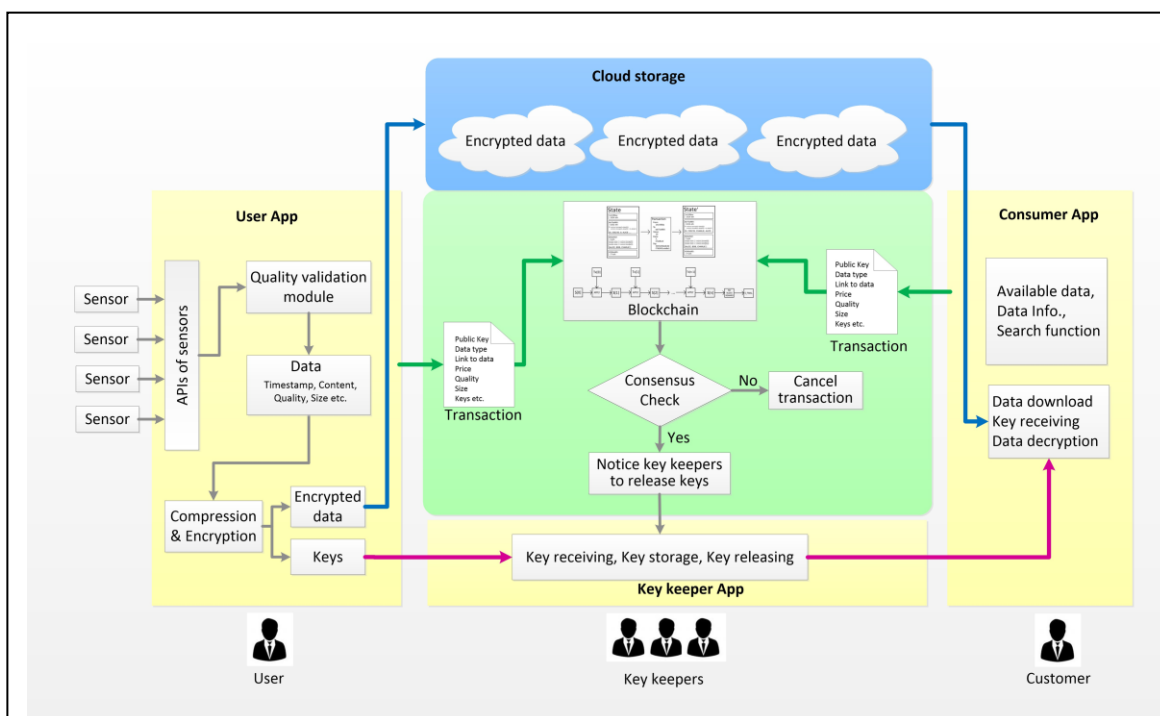 Cloud storage
Encrypted data
Encrypted data
Encrypted data
User App
Sensor
Sensor
Sensor
Sensor
APIs of sensors
Quality validation
module
Data
Timestamp, Content,
Quality, Size etc.
Compression
& Encryption
Encrypted
data
Keys
Public Key
Data type
Link to data
Price
Quality
Size
Keys etc.
Transaction
State
State'
Blockchain
Public Key
Data type
Link to data
Price
Quality
Size
Keys etc.
Transaction
Consensus
Check
No
Cancel
transaction
Yes
Notice key keepers
to release keys
Key receiving, Key storage, Key releasing
Key keeper App
Consumer App
Available data,
Data Info.,
Search function
Data download
Key receiving
Data decryption
User
Key keepers
Customer